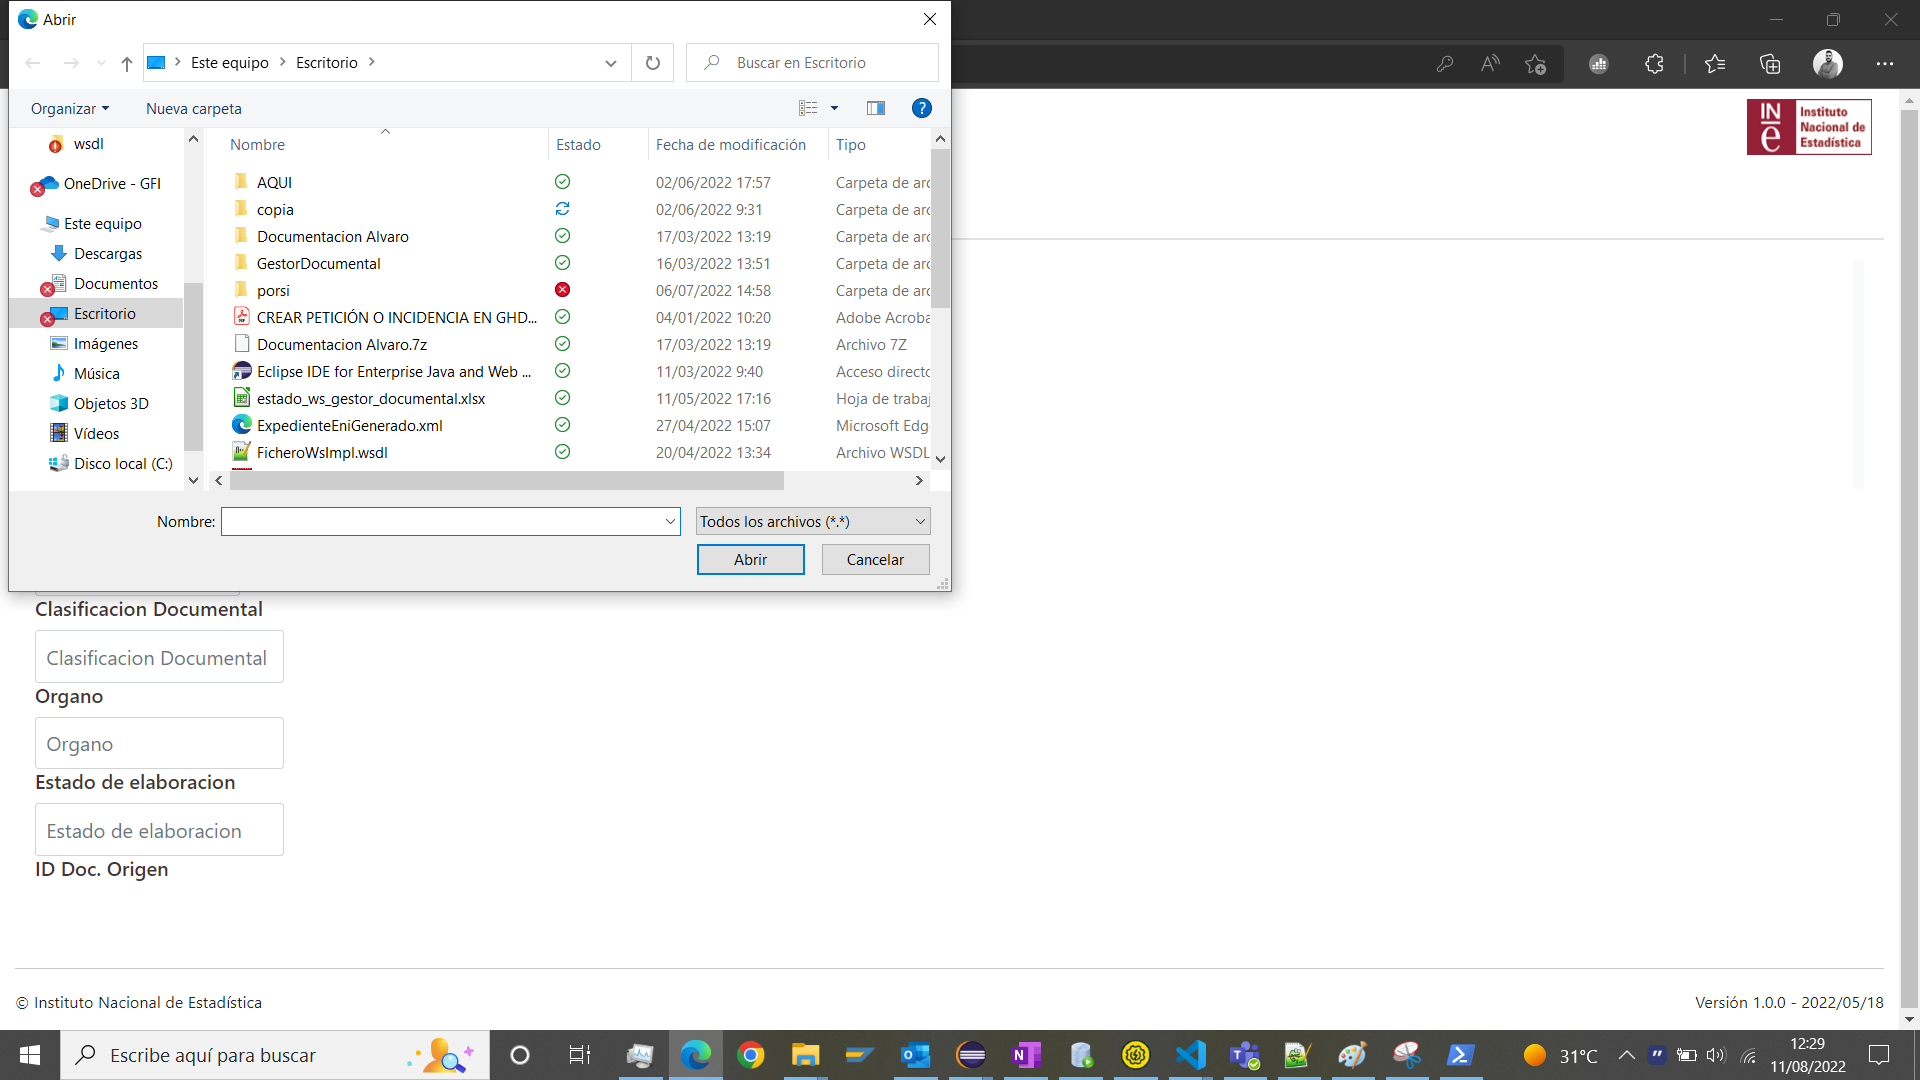 Abrir
Este equipo
Escritorio
Buscar en Escritorio
Organizar
Nueva carpeta
wsdl
OneDrive - GFI
Este equipo
Descargas
Documentos
Escritorio
Imágenes
Música
Objetos 3D
Vídeos
Disco local (C:)
Nombre Estado Fecha de modificación Tipo
AQUI 02/06/2022 17:57 Carpeta de arc
copia 02/06/2022 9:31 Carpeta de arc
Documentacion Alvaro 17/03/2022 13:19 Carpeta de arc
GestorDocumental 16/03/2022 13:51 Carpeta de arc
porsi 06/07/2022 14:58 Carpeta de arc
CREAR PETICIÓN O INCIDENCIA EN GHD... 04/01/2022 10:20 Adobe Acroba
Documentacion Alvaro.7z 17/03/2022 13:19 Archivo 7Z
Eclipse IDE for Enterprise Java and Web ... 11/03/2022 9:40 Acceso directo
estado_ws_gestor_documental.xlsx 11/05/2022 17:16 Hoja de trabaj
ExpedienteEniGenerado.xml 27/04/2022 15:07 Microsoft Edg
FicheroWsImpl.wsdl 20/04/2022 13:34 Archivo WSDL
Nombre:
Todos los archivos (*.*)
Abrir
Cancelar
INe
Instituto
Nacional de
Estadística
Clasificacion Documental
Clasificacion Documental
Organo
Organo
Estado de elaboracion
Estado de elaboracion
ID Doc. Origen
© Instituto Nacional de Estadística
Versión 1.0.0 - 2022/05/18
Escribe aquí para buscar
31°C
12:29
11/08/2022